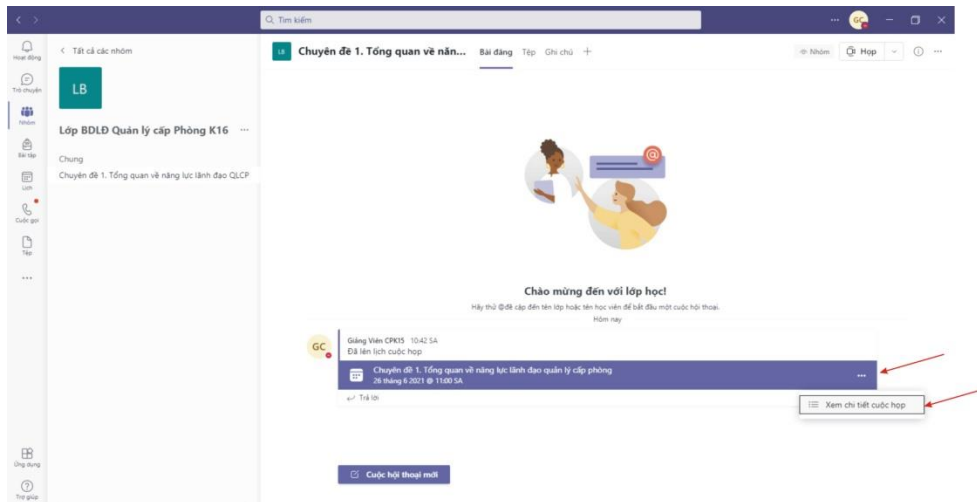 Tìm kiếm
GC
Hoạt động
Trò chuyện
Nhóm
Bài tập
Lịch
Cuộc gọi
Tệp
Ứng dụng
Trợ giúp
Tất cả các nhóm
LB
Lớp BDLĐ Quản lý cấp Phòng K16
Chung
Chuyên đề 1. Tổng quan về năng lực lãnh đạo QLCP
LB Chuyên đề 1. Tổng quan về năn... Bài đăng Tệp Ghi chú
Nhóm Họp
@
Chào mừng đến với lớp học!
Hãy thử @đề cập đến tên lớp hoặc tên học viên để bắt đầu một cuộc hội thoại.
Hôm nay
GC
Giảng Viên CPK15 10:42 SA
Đã lên lịch cuộc họp
Chuyên đề 1. Tổng quan về năng lực lãnh đạo quản lý cấp phòng
26 tháng 6 2021 @ 11:00 SA
Trả lời
Xem chi tiết cuộc họp
Cuộc hội thoại mới